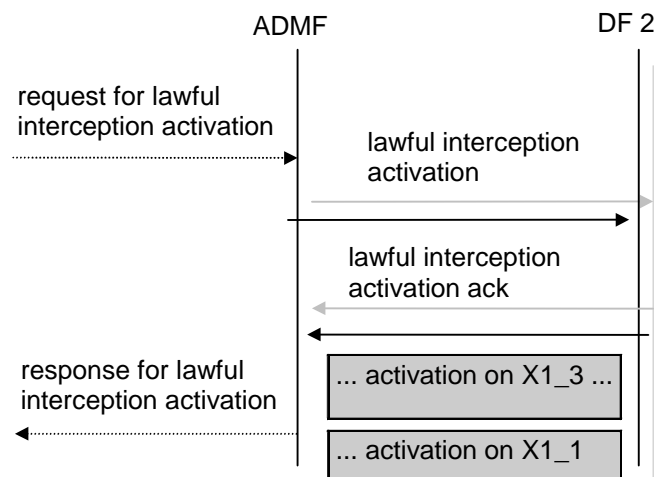 ADMF
DF 2
request for lawful
interception activation
lawful interception
activation
lawful interception
activation ack
response for lawful
interception activation
... activation on X1_3 ...
... activation on X1_1